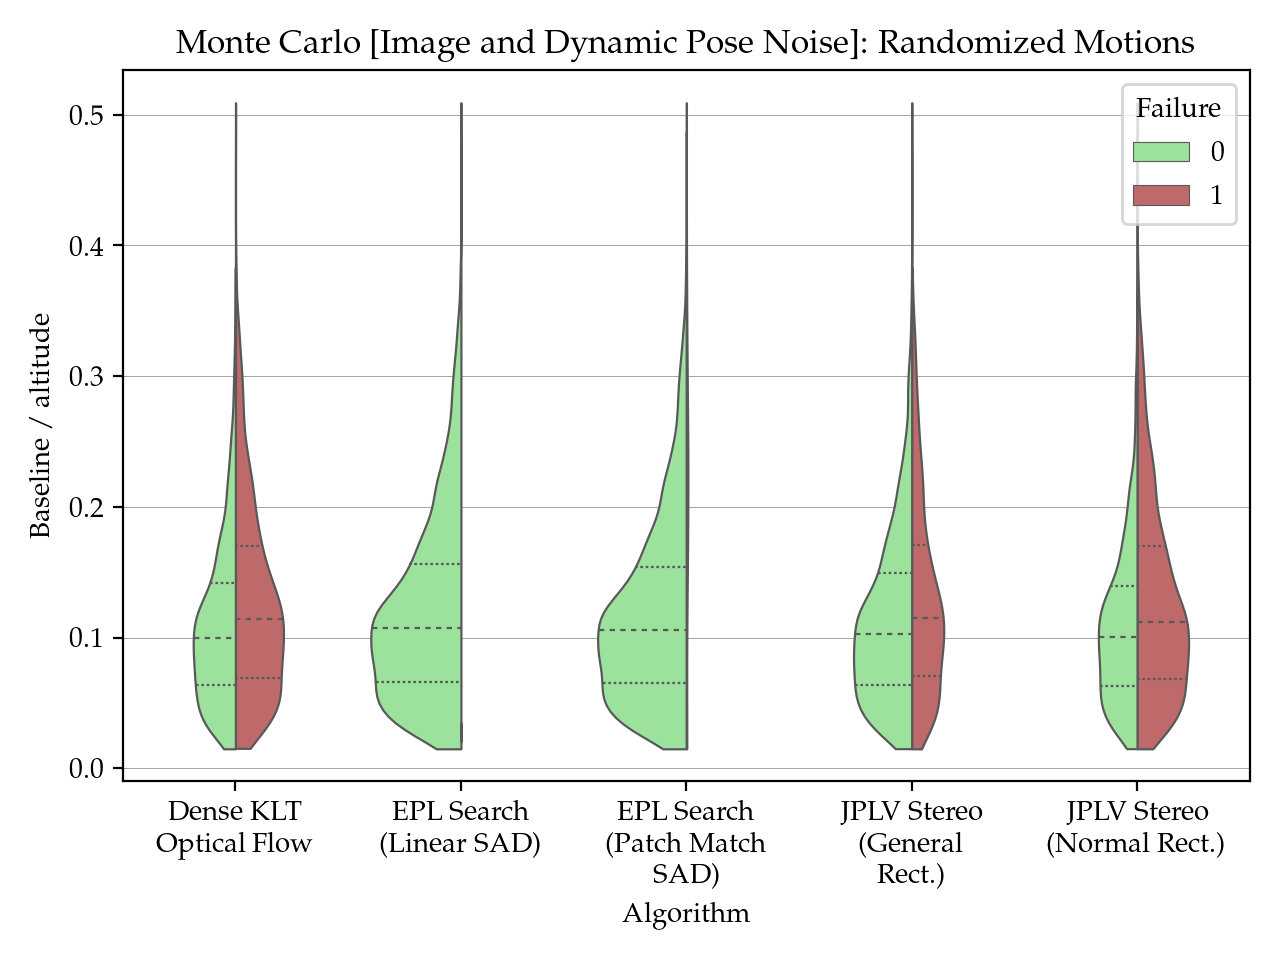 Monte Carlo [Image and Dynamic Pose Noise]: Randomized Motions
Failure
0
1
0.5
0.4
0.3
0.2
0.1
0.0
Baseline / altitude
Dense KLT
Optical Flow
EPL Search
(Linear SAD)
EPL Search
(Patch Match
SAD)
JPLV Stereo
(General
Rect.)
JPLV Stereo
(Normal Rect.)
Algorithm